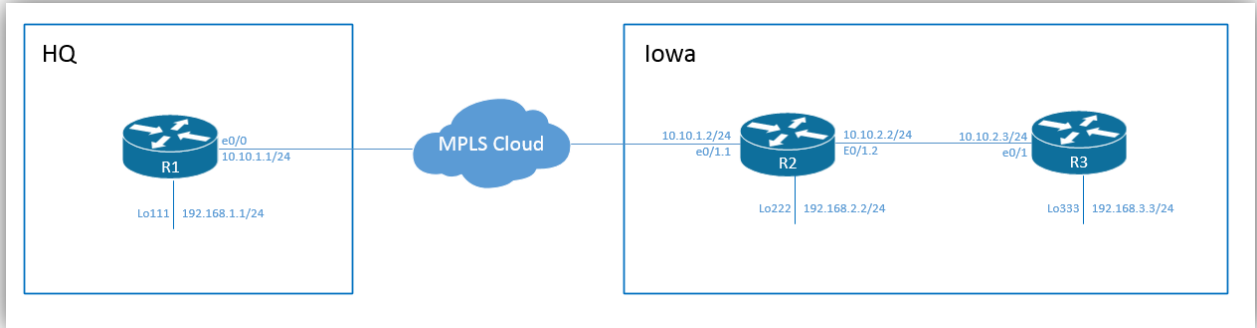 HQ
Iowa
e0/0
10.10.1.1/24
R1
Lo111
192.168.1.1/24
MPLS Cloud
10.10.1.2/24
e0/1.1
R2
10.10.2.2/24
E0/1.2
Lo222
192.168.2.2/24
10.10.2.3/24
e0/1
R3
Lo333
192.168.3.3/24